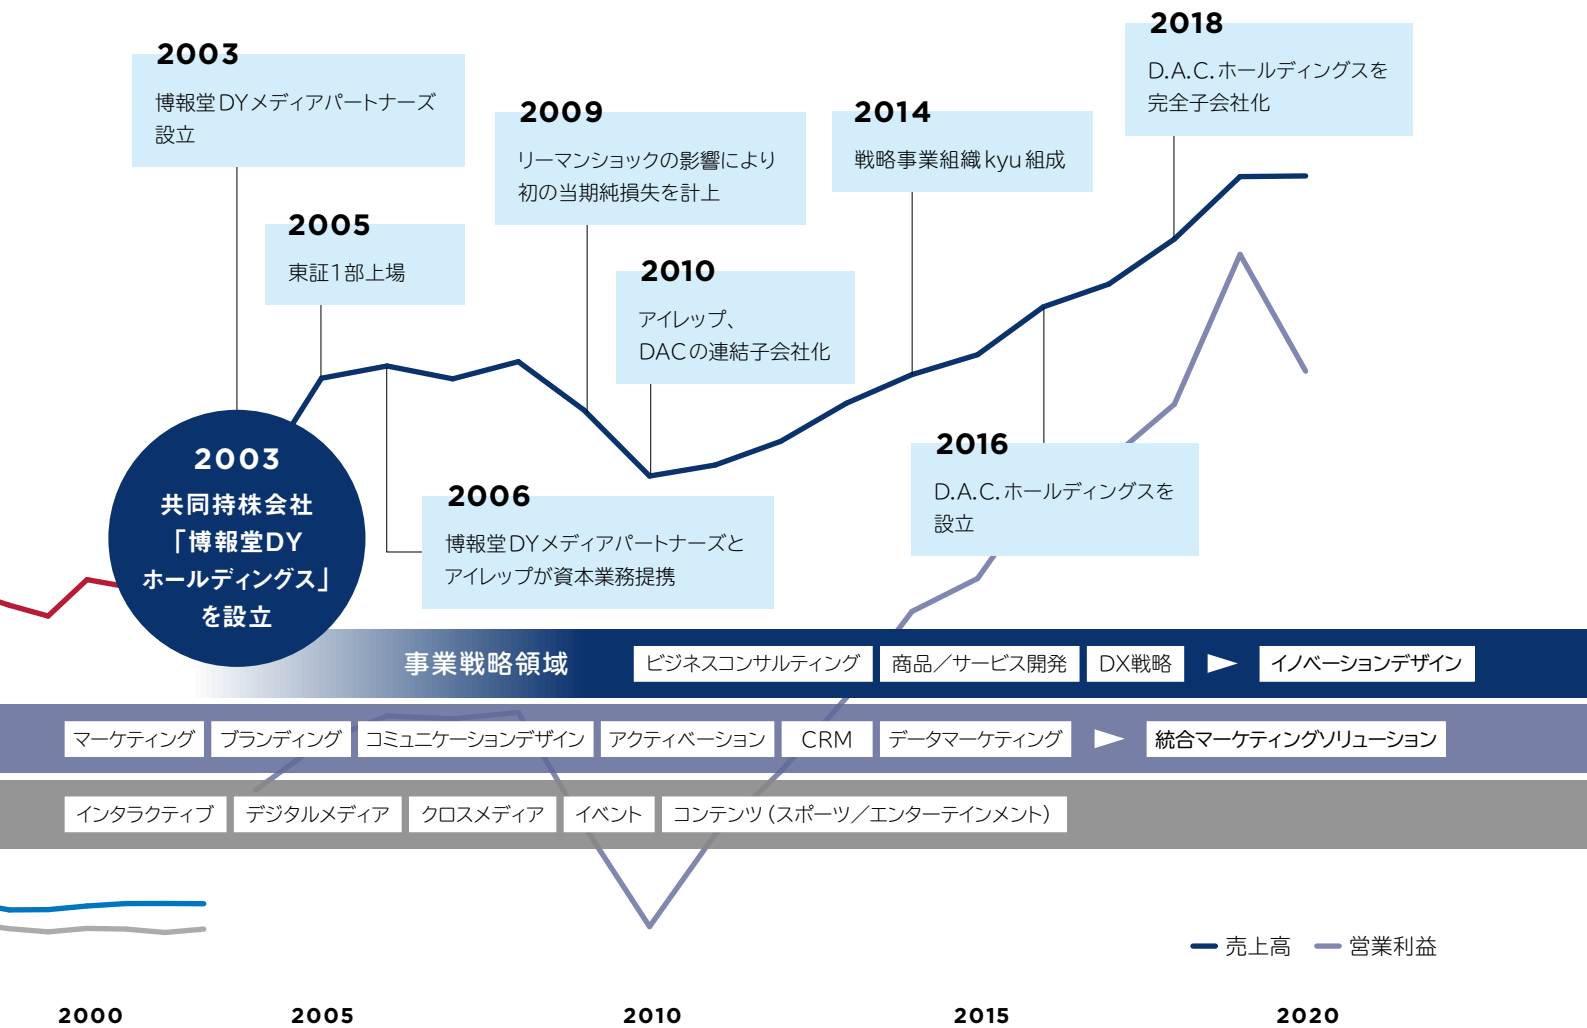 2003
博報堂DYメディアパートナーズ
設立
2005
東証1部上場
2009
リーマンショックの影響により
初の当期純損失を計上
2010
アイレップ、
DACの連結子会社化
2014
戦略事業組織kyu組成
2018
D.A.C.ホールディングスを
完全子会社化
2003
共同持株会社
「博報堂DY
ホールディングス」
を設立
2006
博報堂DYメディアパートナーズと
アイレップが資本業務提携
2016
D.A.C.ホールディングスを
設立
事業戦略領域 ビジネスコンサルティング 商品／サービス開発 DX戦略 イノベーションデザイン
マーケティング ブランディング コミュニケーションデザイン アクティベーション CRM データマーケティング 統合マーケティングソリューション
インタラクティブ デジタルメディア クロスメディア イベント コンテンツ（スポーツ／エンターテインメント）
売上高 営業利益
2000 2005 2010 2015 2020